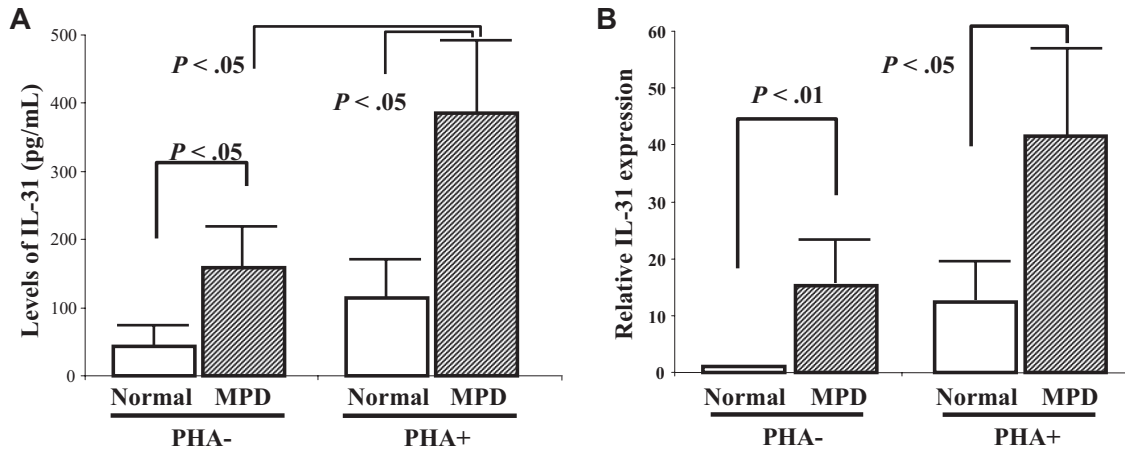 A
Levels of IL-31 (pg/mL)
500
400
300
200
100
0
P < .05
P < .05
P < .05
Normal MPD Normal MPD
PHA- PHA+
B
Relative IL-31 expression
60
50
40
30
20
10
0
P < .01
P < .05
Normal MPD Normal MPD
PHA- PHA+